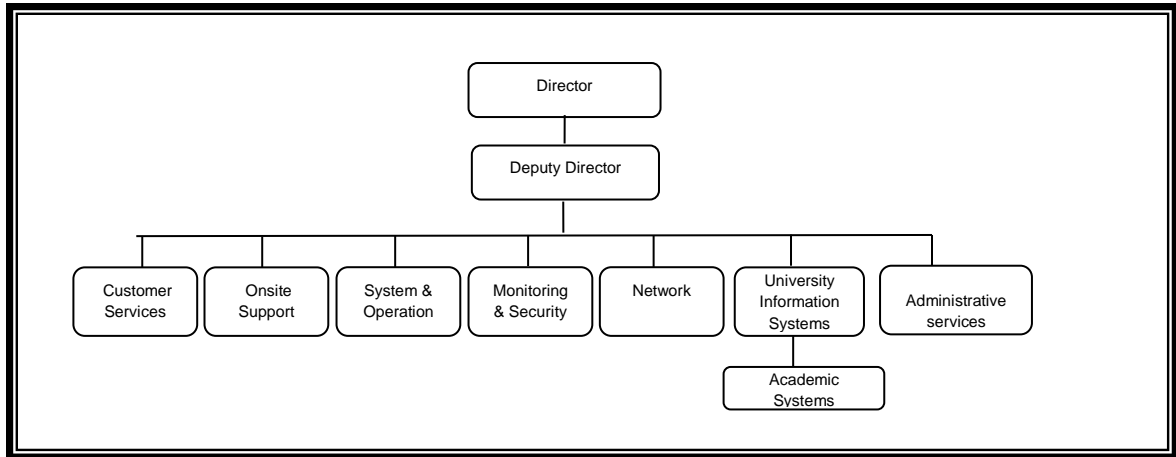 Director
Deputy Director
Customer
Services
Onsite
Support
System &
Operation
Monitoring
& Security
Network
University
Information
Systems
Administrative
services
Academic
Systems